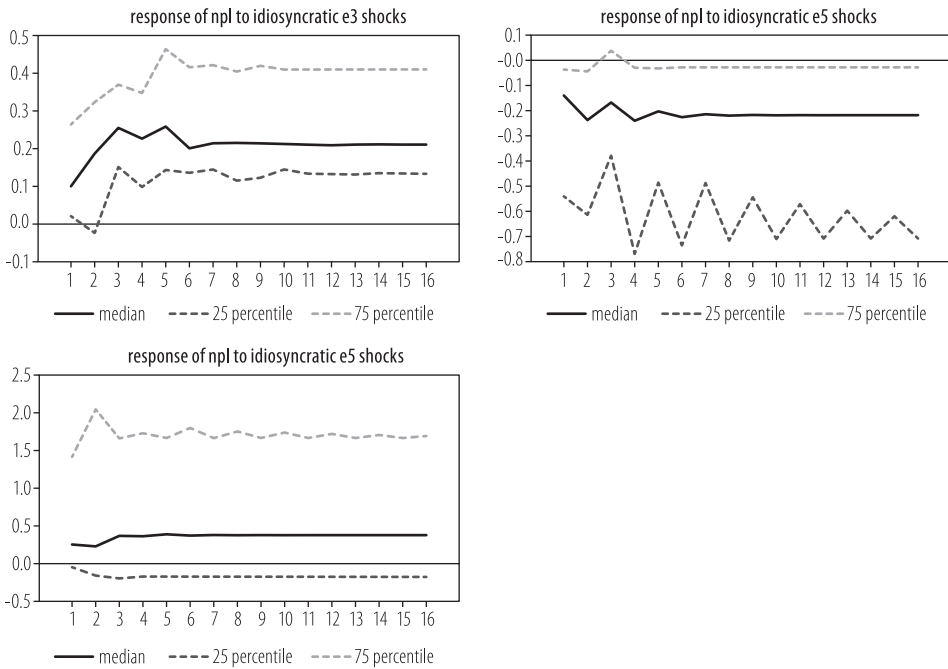 response of npl to idiosyncratic e3 shocks
0.5
0.4
0.3
0.2
0.1
0.0
-0.1
1 2 3 4 5 6 7 8 9 10 11 12 13 14 15 16
median 25 percentile 75 percentile
response of npl to idiosyncratic e5 shocks
0.1
-0.0
-0.1
-0.2
-0.3
-0.4
-0.5
-0.6
-0.7
-0.8
1 2 3 4 5 6 7 8 9 10 11 12 13 14 15 16
median 25 percentile 75 percentile
response of npl to idiosyncratic e5 shocks
2.5
2.0
1.5
1.0
0.5
0.0
-0.5
1 2 3 4 5 6 7 8 9 10 11 12 13 14 15 16
median 25 percentile 75 percentile